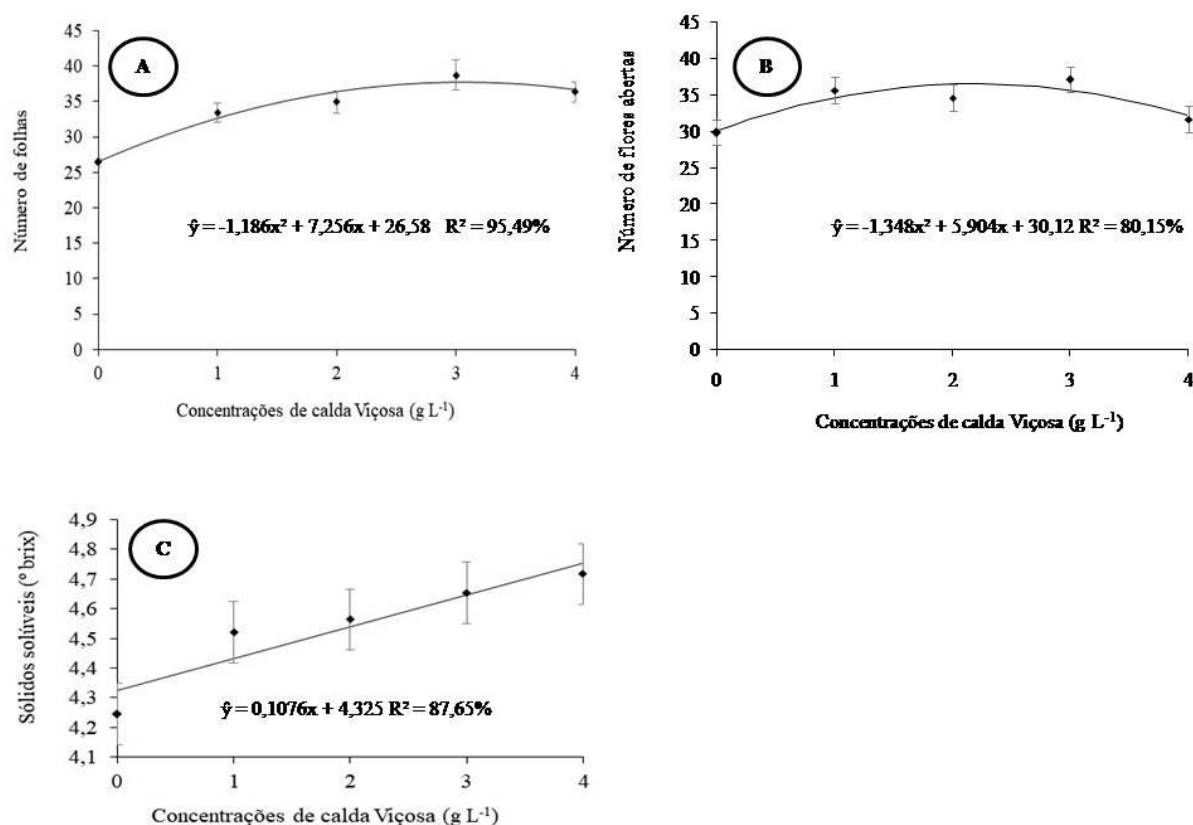 A
Número de folhas
45
40
35
30
25
20
15
10
5
0
ŷ = -1,186x² + 7,256x + 26,58 R² = 95,49%
0 1 2 3 4
Concentrações de calda Viçosa (g L⁻¹)
B
Número de flores abertas
45
40
35
30
25
20
15
10
5
0
ŷ = -1,348x² + 5,904x + 30,12 R² = 80,15%
0 1 2 3 4
Concentrações de calda Viçosa (g L⁻¹)
C
Sólidos solúveis (º brix)
4,9
4,8
4,7
4,6
4,5
4,4
4,3
4,2
4,1
ŷ = 0,1076x + 4,325 R² = 87,65%
0 1 2 3 4
Concentrações de calda Viçosa (g L⁻¹)